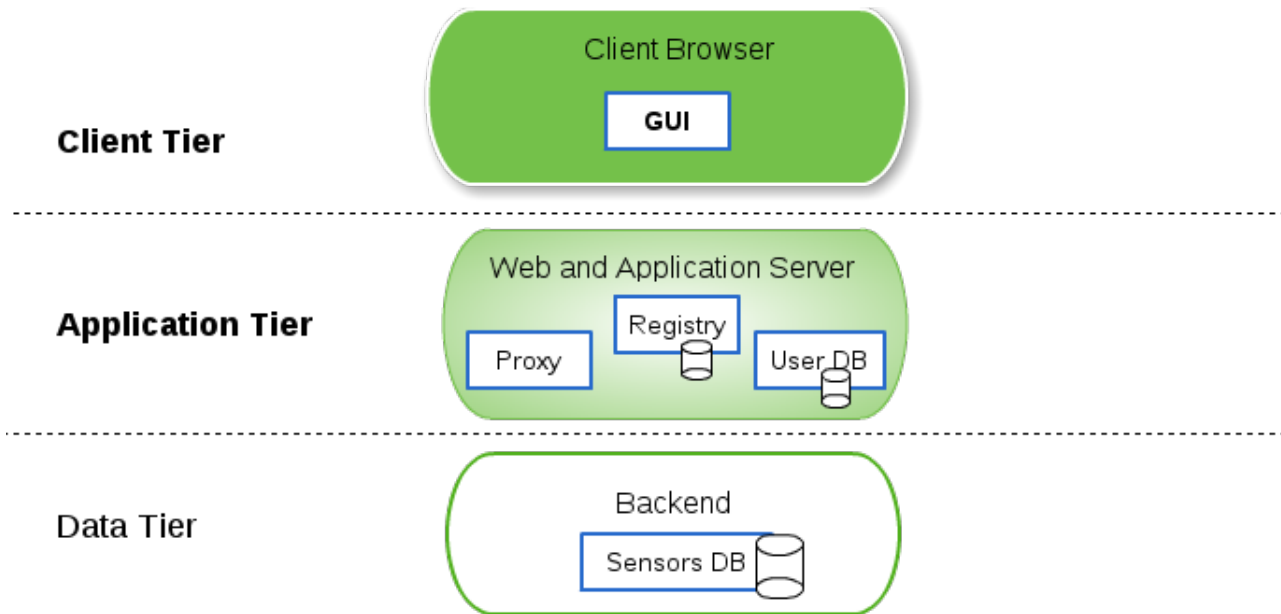 Client Browser
GUI
Client Tier
Web and Application Server
Registry
Application Tier
Proxy
User DB
Backend
Data Tier
Sensors DB